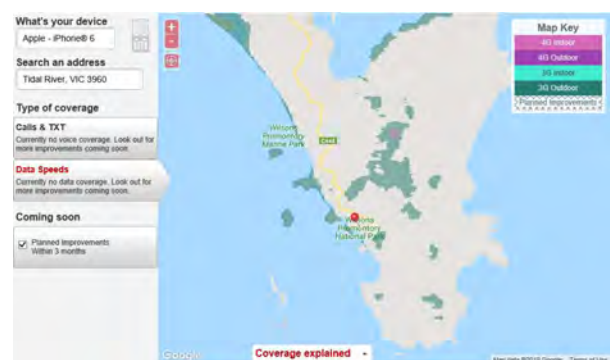 What's your device
Apple - iPhone® 6
Search an address
Tidal River, VIC 3960
Type of coverage
Calls & TXT
Currently no voice coverage. Look out for
more improvements coming soon.
Data Speeds
Currently no data coverage. Look out for
more improvements coming soon.
Coming soon
Planned Improvements
Within 3 months
+
-
Wilsons
Promontory
Marine Park
C444
Wilsons
Promontory
National Park
Map Key
4G Indoor
4G Outdoor
3G Indoor
3G Outdoor
Planned Improvements
Google
Coverage explained